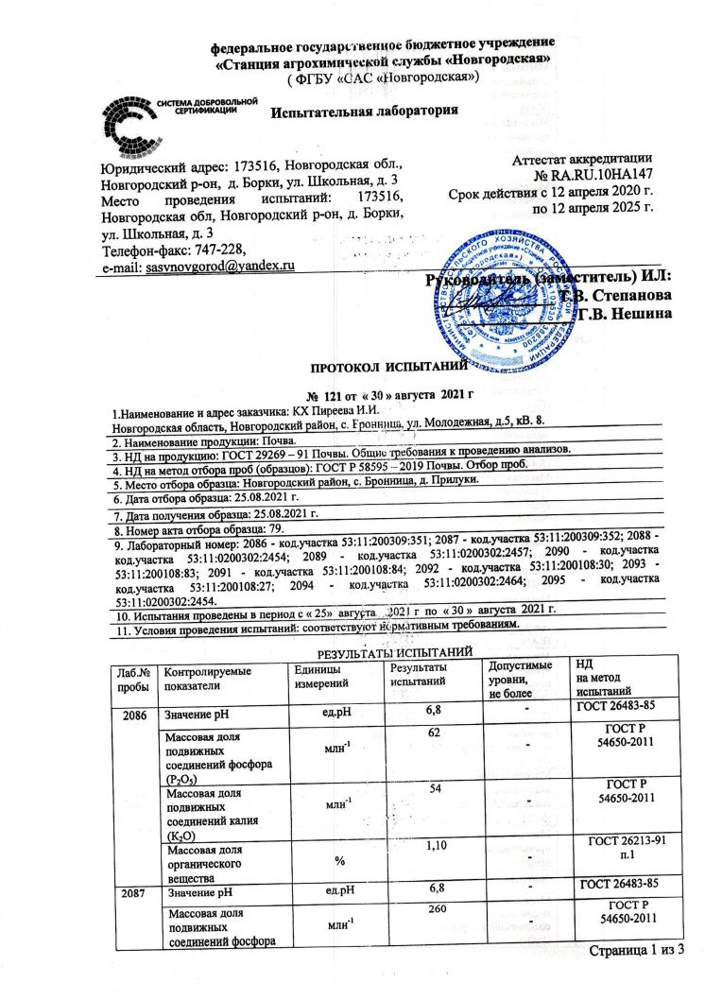 федеральное государственное бюджетное учреждение
«Станция агрохимической службы «Новгородская»
( ФГБУ «САС «Новгородская»)
СИСТЕМА ДОБРОВОЛЬНОЙ
СЕРТИФИКАЦИИ
Испытательная лаборатория
Юридический адрес: 173516, Новгородская обл.,
Новгородский р-он, д. Борки, ул. Школьная, д. 3
Место проведения испытаний: 173516,
Новгородская обл, Новгородский р-он, д. Борки,
ул. Школьная, д. 3
Телефон-факс: 747-228,
e-mail: sasvnovgorod@yandex.ru
Аттестат аккредитации
№ RA.RU.10НА147
Срок действия с 12 апреля 2020 г.
по 12 апреля 2025 г.
Руководитель (заместитель) ИЛ:
Т.В. Степанова
Г.В. Нешина
ПРОТОКОЛ ИСПЫТАНИЙ
№ 121 от « 30 » августа 2021 г
1.Наименование и адрес заказчика: КХ Пиреева И.И.
Новгородская область, Новгородский район, с. Бронница, ул. Молодежная, д.5, кВ. 8.
2. Наименование продукции: Почва.
3. НД на продукцию: ГОСТ 29269 – 91 Почвы. Общие требования к проведению анализов.
4. НД на метод отбора проб (образцов): ГОСТ Р 58595 – 2019 Почвы. Отбор проб.
5. Место отбора образца: Новгородский район, с. Бронница, д. Прилуки.
6. Дата отбора образца: 25.08.2021 г.
7. Дата получения образца: 25.08.2021 г.
8. Номер акта отбора образца: 79.
9. Лабораторный номер: 2086 - код.участка 53:11:200309:351; 2087 - код.участка 53:11:200309:352; 2088 -
код.участка 53:11:0200302:2454; 2089 - код.участка 53:11:0200302:2457; 2090 - код.участка
53:11:200108:83; 2091 - код.участка 53:11:200108:84; 2092 - код.участка 53:11:200108:30; 2093 -
код.участка 53:11:200108:27; 2094 - код.участка 53:11:0200302:2464; 2095 - код.участка
53:11:0200302:2454.
10. Испытания проведены в период с « 25» августа 2021 г по « 30 » августа 2021 г.
11. Условия проведения испытаний: соответствуют нормативным требованиям.
РЕЗУЛЬТАТЫ ИСПЫТАНИЙ
Лаб.№ пробы Контролируемые показатели Единицы измерений Результаты испытаний Допустимые уровни, не более НД на метод испытаний
2086 Значение pH ед.pH 6,8 - ГОСТ 26483-85
Массовая доля подвижных соединений фосфора (P₂O₅) млн⁻¹ 62 - ГОСТ Р 54650-2011
Массовая доля подвижных соединений калия (K₂O) млн⁻¹ 54 - ГОСТ Р 54650-2011
Массовая доля органического вещества % 1,10 - ГОСТ 26213-91 п.1
2087 Значение pH ед.pH 6,8 - ГОСТ 26483-85
Массовая доля подвижных соединений фосфора млн⁻¹ 260 - ГОСТ Р 54650-2011
Страница 1 из 3